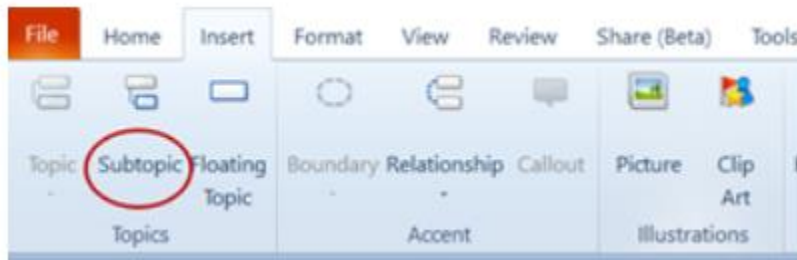 File Home Insert Format View Review Share (Beta) Tools
Topic Subtopic Floating Topic Boundary Relationship Callout Picture Clip Art
Topics Accent Illustrations